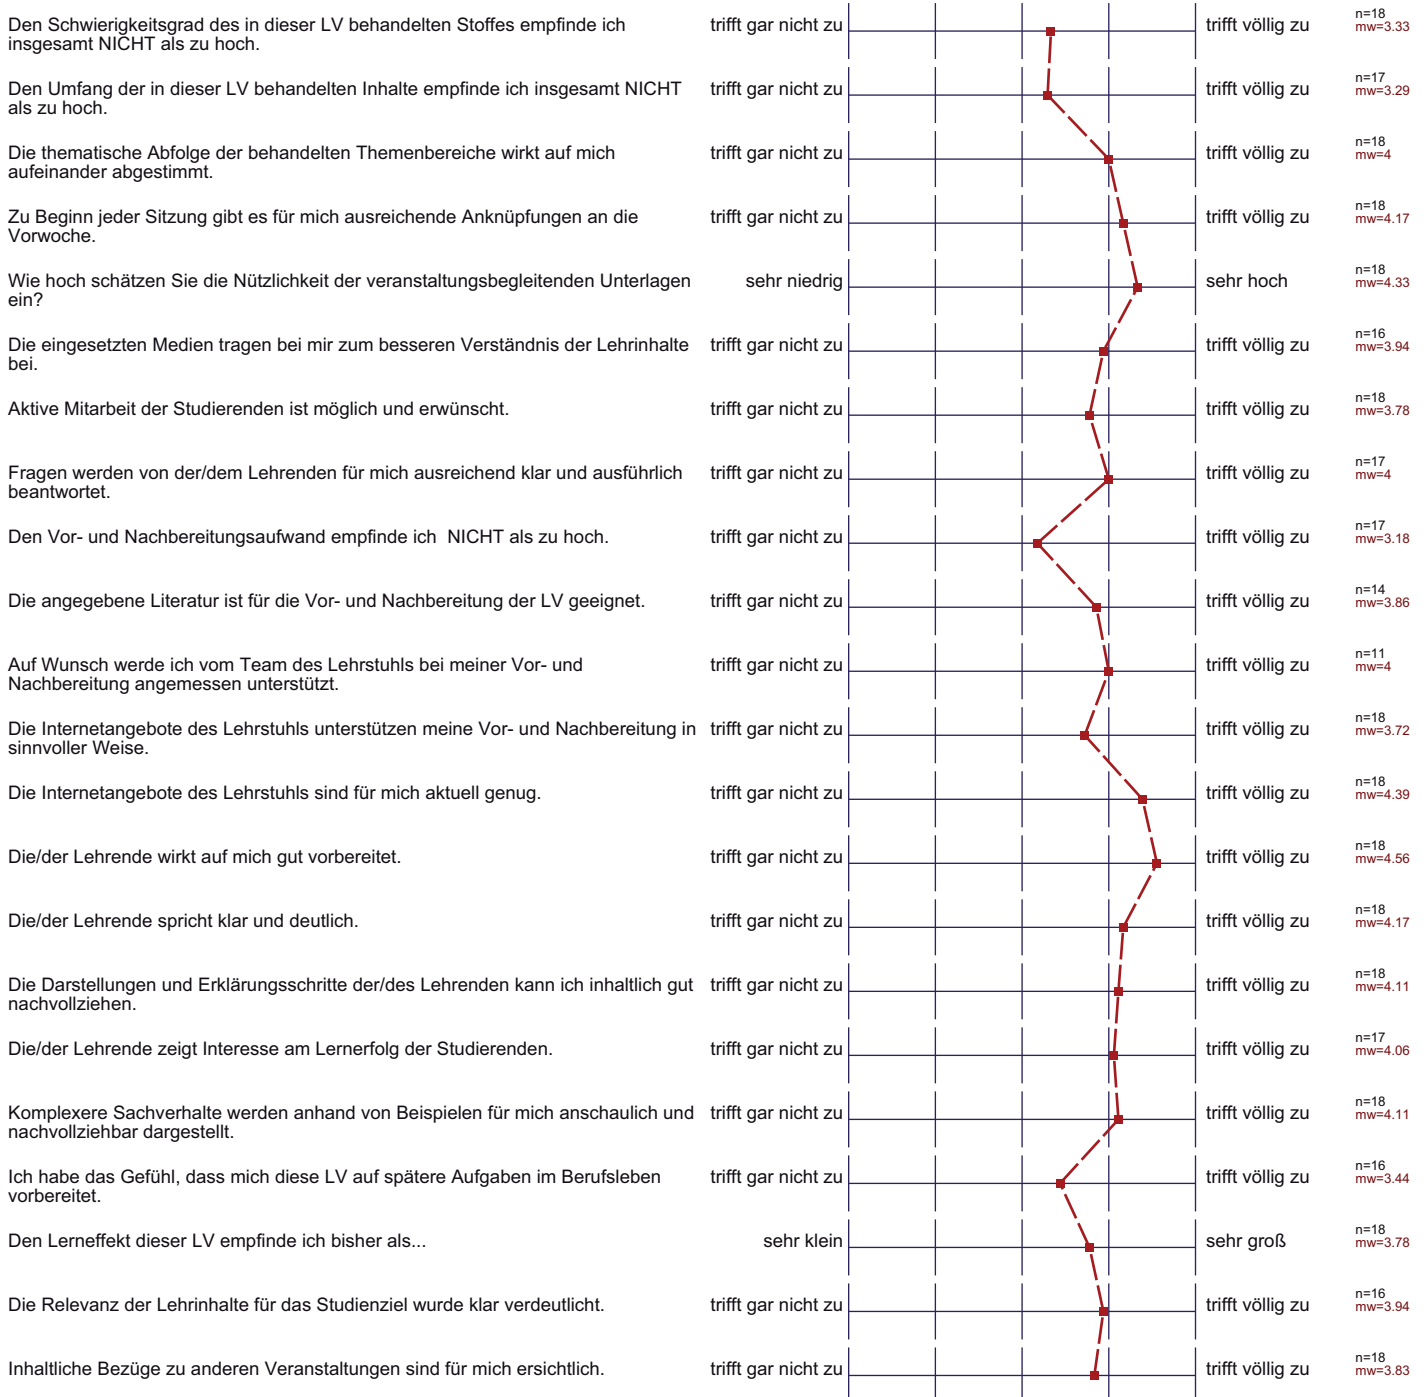 Den Schwierigkeitsgrad des in dieser LV behandelten Stoffes empfinde ich
insgesamt NICHT als zu hoch.
trifft gar nicht zu
trifft völlig zu
n=18
mw=3.33
Den Umfang der in dieser LV behandelten Inhalte empfinde ich insgesamt NICHT
als zu hoch.
trifft gar nicht zu
trifft völlig zu
n=17
mw=3.29
Die thematische Abfolge der behandelten Themenbereiche wirkt auf mich
aufeinander abgestimmt.
trifft gar nicht zu
trifft völlig zu
n=18
mw=4
Zu Beginn jeder Sitzung gibt es für mich ausreichende Anknüpfungen an die
Vorwoche.
trifft gar nicht zu
trifft völlig zu
n=18
mw=4.17
Wie hoch schätzen Sie die Nützlichkeit der veranstaltungsbegleitenden Unterlagen
ein?
sehr niedrig
sehr hoch
n=18
mw=4.33
Die eingesetzten Medien tragen bei mir zum besseren Verständnis der Lehrinhalte
bei.
trifft gar nicht zu
trifft völlig zu
n=16
mw=3.94
Aktive Mitarbeit der Studierenden ist möglich und erwünscht.
trifft gar nicht zu
trifft völlig zu
n=18
mw=3.78
Fragen werden von der/dem Lehrenden für mich ausreichend klar und ausführlich
beantwortet.
trifft gar nicht zu
trifft völlig zu
n=17
mw=4
Den Vor- und Nachbereitungsaufwand empfinde ich  NICHT als zu hoch.
trifft gar nicht zu
trifft völlig zu
n=17
mw=3.18
Die angegebene Literatur ist für die Vor- und Nachbereitung der LV geeignet.
trifft gar nicht zu
trifft völlig zu
n=14
mw=3.86
Auf Wunsch werde ich vom Team des Lehrstuhls bei meiner Vor- und
Nachbereitung angemessen unterstützt.
trifft gar nicht zu
trifft völlig zu
n=11
mw=4
Die Internetangebote des Lehrstuhls unterstützen meine Vor- und Nachbereitung in
sinnvoller Weise.
trifft gar nicht zu
trifft völlig zu
n=18
mw=3.72
Die Internetangebote des Lehrstuhls sind für mich aktuell genug.
trifft gar nicht zu
trifft völlig zu
n=18
mw=4.39
Die/der Lehrende wirkt auf mich gut vorbereitet.
trifft gar nicht zu
trifft völlig zu
n=18
mw=4.56
Die/der Lehrende spricht klar und deutlich.
trifft gar nicht zu
trifft völlig zu
n=18
mw=4.17
Die Darstellungen und Erklärungsschritte der/des Lehrenden kann ich inhaltlich gut
nachvollziehen.
trifft gar nicht zu
trifft völlig zu
n=18
mw=4.11
Die/der Lehrende zeigt Interesse am Lernerfolg der Studierenden.
trifft gar nicht zu
trifft völlig zu
n=17
mw=4.06
Komplexere Sachverhalte werden anhand von Beispielen für mich anschaulich und
nachvollziehbar dargestellt.
trifft gar nicht zu
trifft völlig zu
n=18
mw=4.11
Ich habe das Gefühl, dass mich diese LV auf spätere Aufgaben im Berufsleben
vorbereitet.
trifft gar nicht zu
trifft völlig zu
n=16
mw=3.44
Den Lerneffekt dieser LV empfinde ich bisher als...
sehr klein
sehr groß
n=18
mw=3.78
Die Relevanz der Lehrinhalte für das Studienziel wurde klar verdeutlicht.
trifft gar nicht zu
trifft völlig zu
n=16
mw=3.94
Inhaltliche Bezüge zu anderen Veranstaltungen sind für mich ersichtlich.
trifft gar nicht zu
trifft völlig zu
n=18
mw=3.83